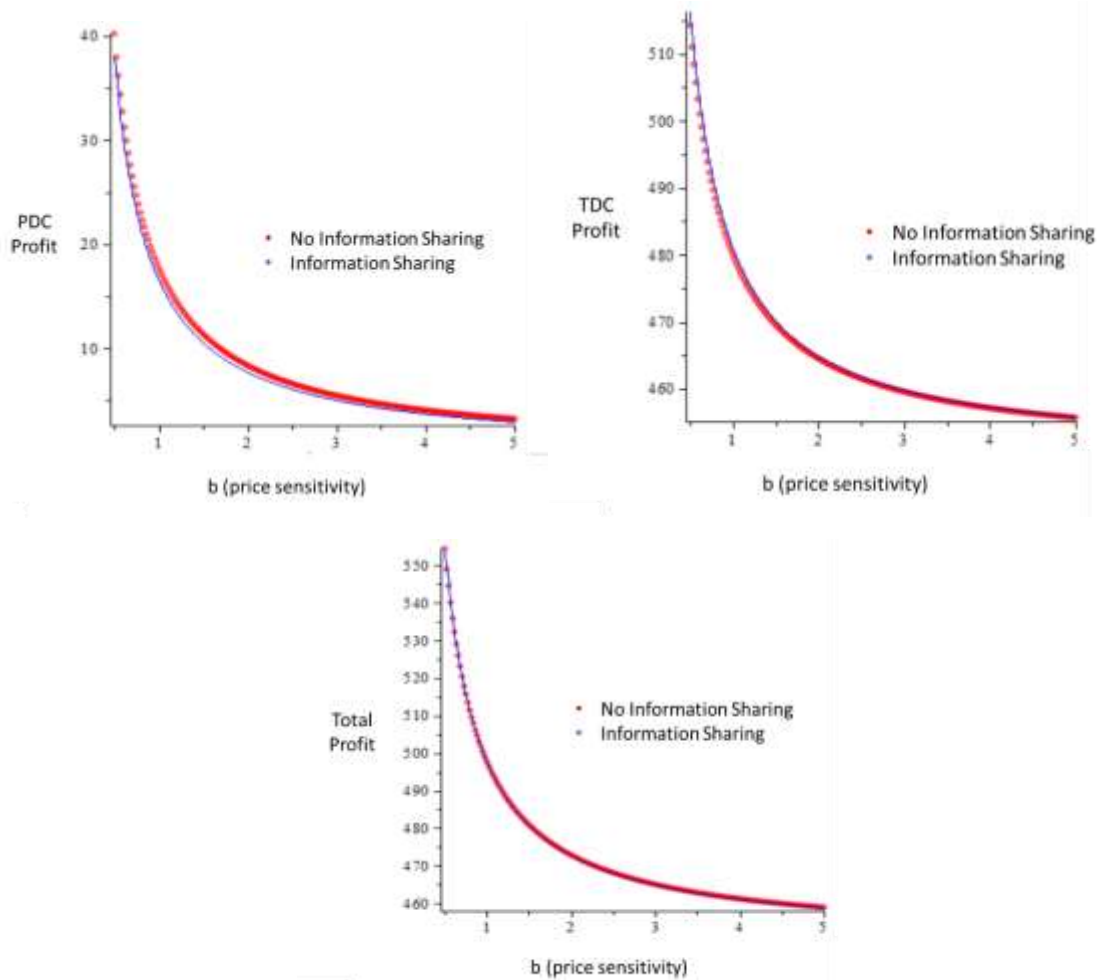 40
30
20
10
PDC
Profit
No Information Sharing
Information Sharing
1 2 3 4 5
b (price sensitivity)
510
500
490
480
470
460
TDC
Profit
No Information Sharing
Information Sharing
1 2 3 4 5
b (price sensitivity)
550
540
530
520
510
500
490
480
470
460
Total
Profit
No Information Sharing
Information Sharing
1 2 3 4 5
b (price sensitivity)